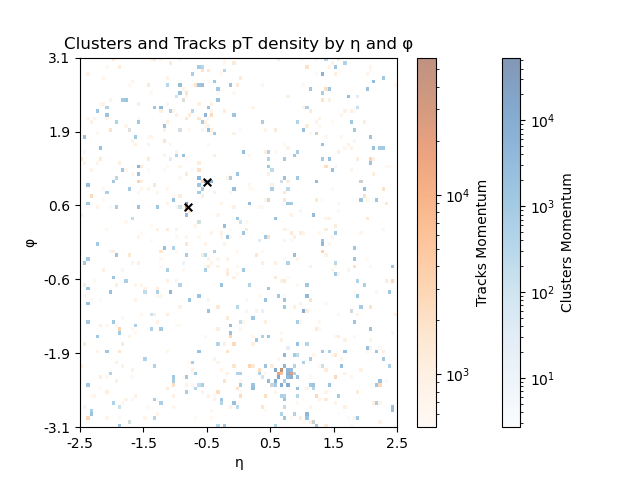 Clusters and Tracks pT density by η and φ
3.1
1.9
0.6
-0.6
-1.9
-3.1
φ
-2.5 -1.5 -0.5 0.5 1.5 2.5
η
10⁴
10³
Tracks Momentum
10⁴
10³
10²
10¹
Clusters Momentum